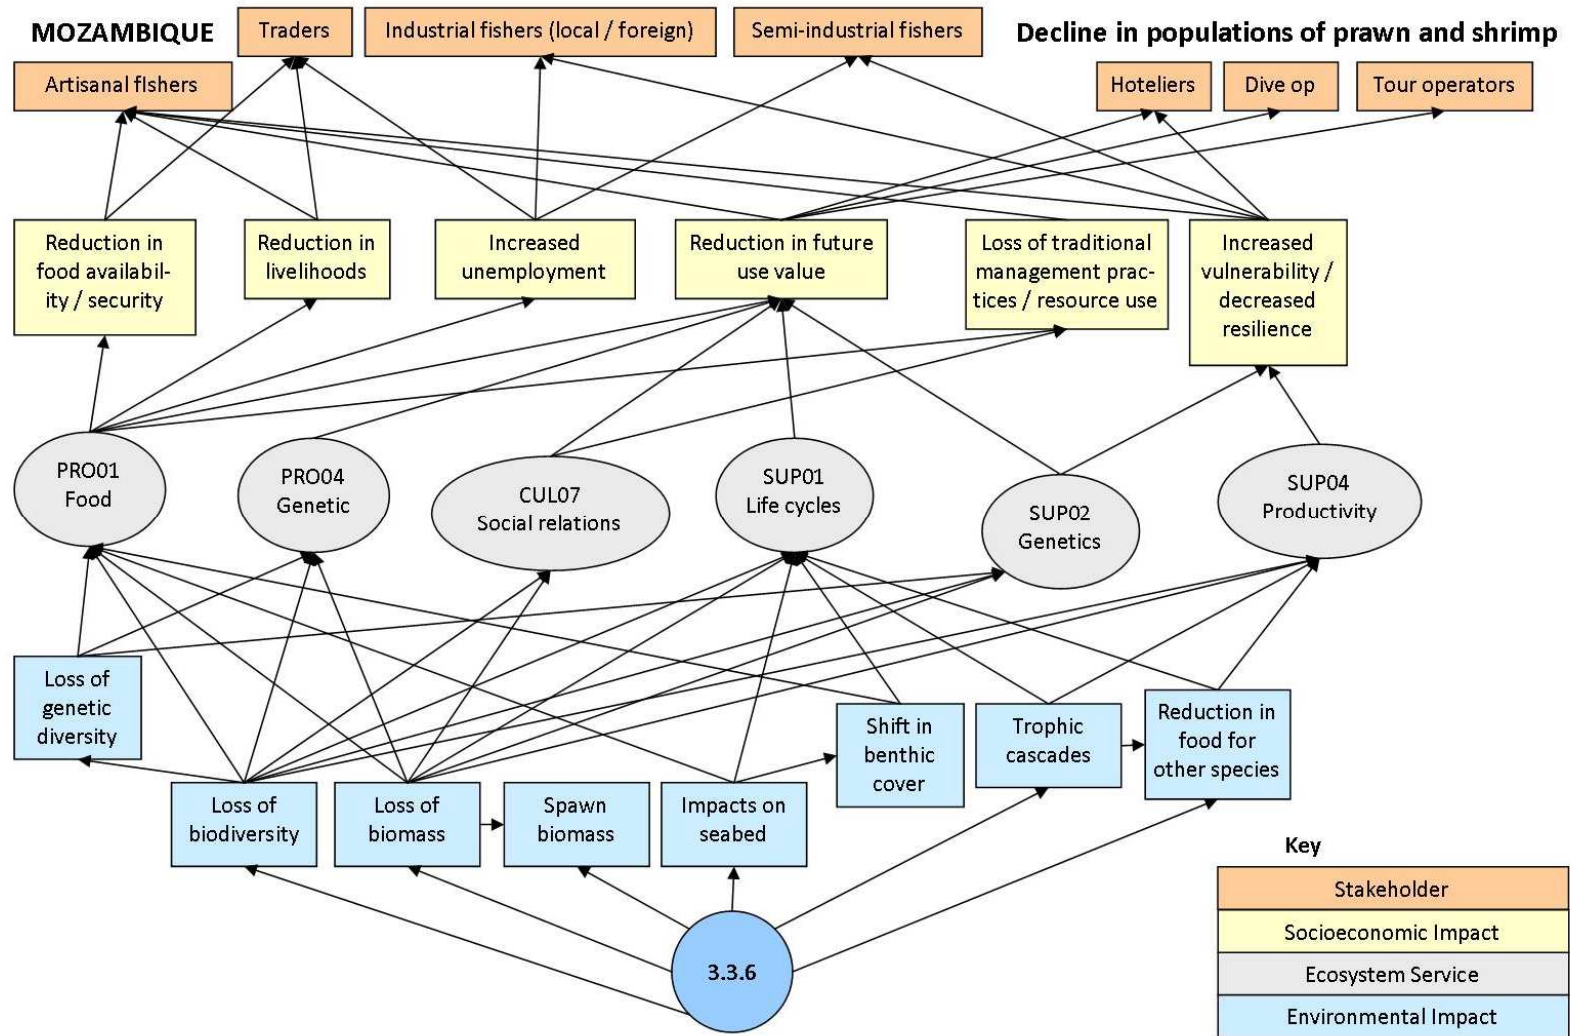 MOZAMBIQUE
Traders
Industrial fishers (local / foreign)
Semi-industrial fishers
Decline in populations of prawn and shrimp
Artisanal fIshers
Hoteliers
Dive op
Tour operators
Reduction in
food availabil-
ity / security
Reduction in
livelihoods
Increased
unemployment
Reduction in future
use value
Loss of traditional
management prac-
tices / resource use
Increased
vulnerability /
decreased
resilience
PRO01
Food
PRO04
Genetic
CUL07
Social relations
SUP01
Life cycles
SUP02
Genetics
SUP04
Productivity
Loss of
genetic
diversity
Loss of
biodiversity
Loss of
biomass
Spawn
biomass
Impacts on
seabed
Shift in
benthic
cover
Trophic
cascades
Reduction in
food for
other species
3.3.6
Key
Stakeholder
Socioeconomic Impact
Ecosystem Service
Environmental Impact